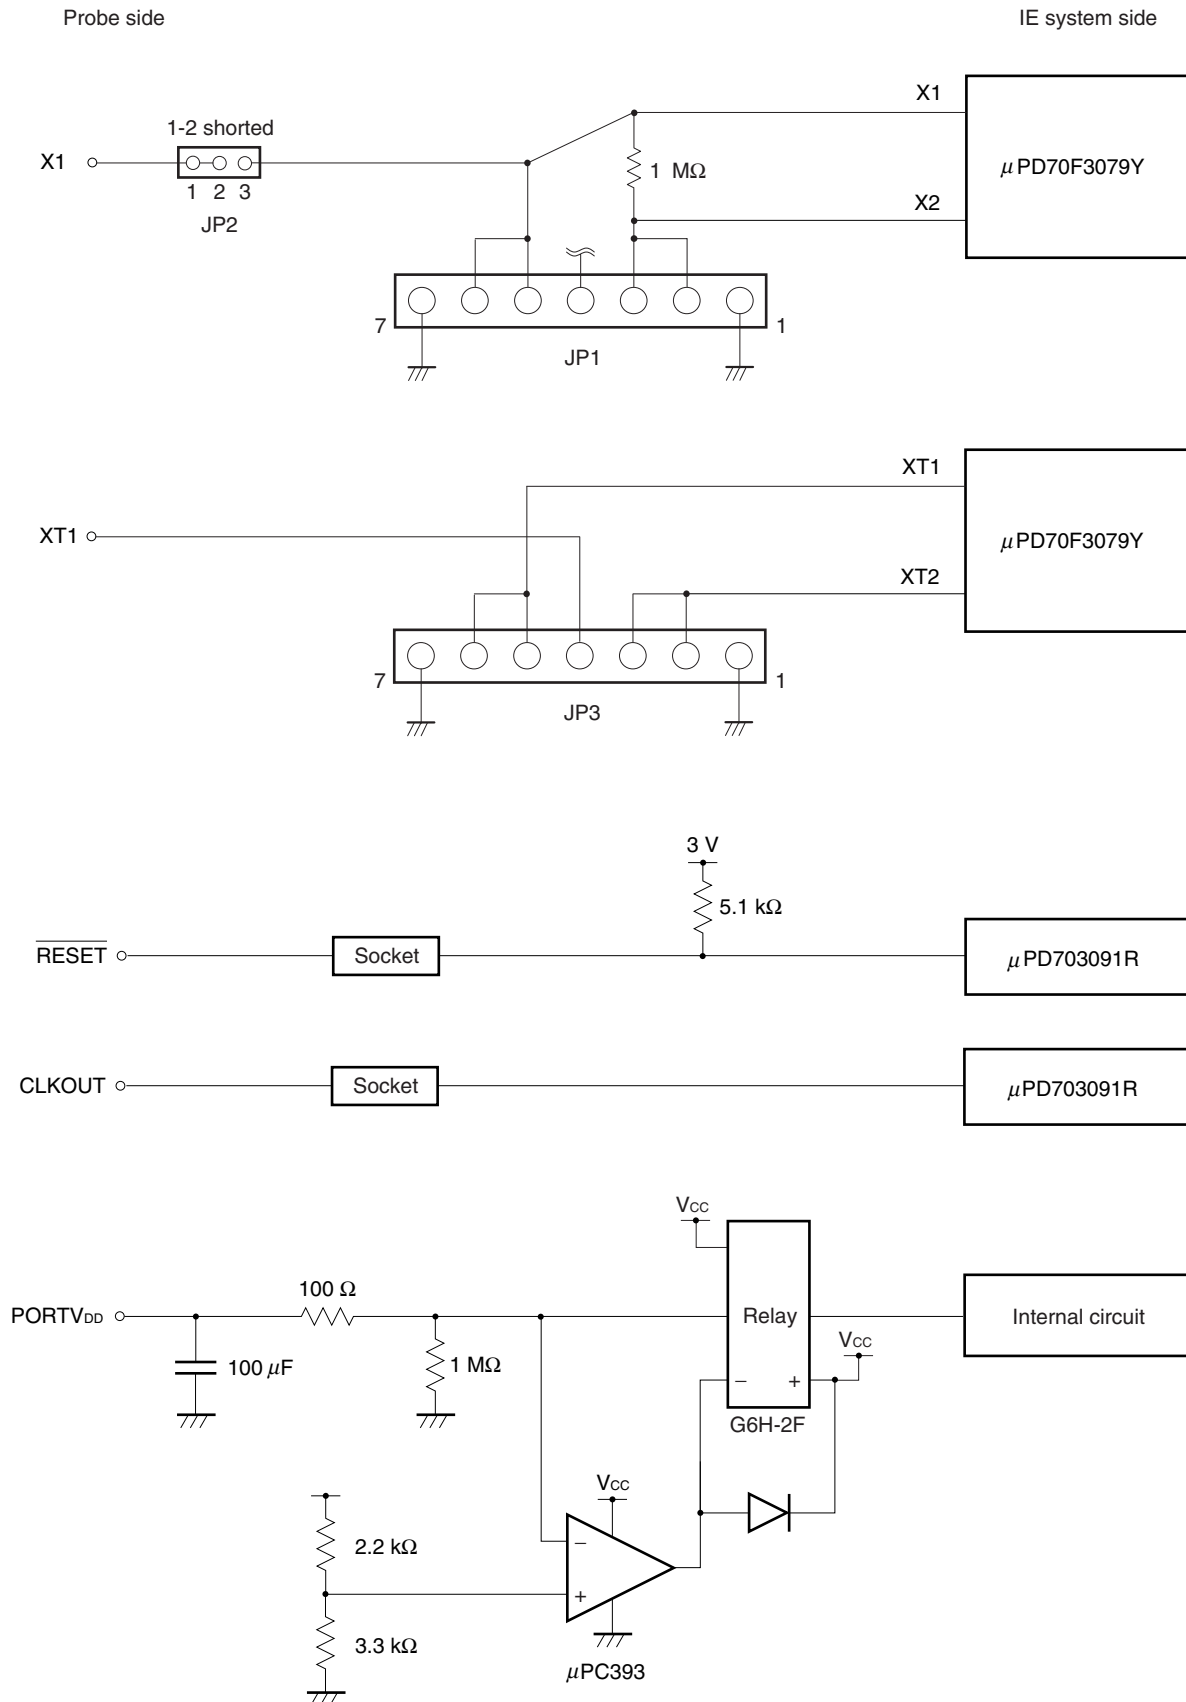 Probe side
IE system side
X1
1-2 shorted
1 2 3
JP2
1 MΩ
X1
X2
μPD70F3079Y
7
1
JP1
XT1
XT1
XT2
μPD70F3079Y
7
1
JP3
3 V
5.1 kΩ
RESET
Socket
μPD703091R
CLKOUT
Socket
μPD703091R
VCC
PORTVDD
100 Ω
Relay
Internal circuit
100 μF
1 MΩ
VCC
− +
G6H-2F
VCC
2.2 kΩ
−
+
3.3 kΩ
μPC393